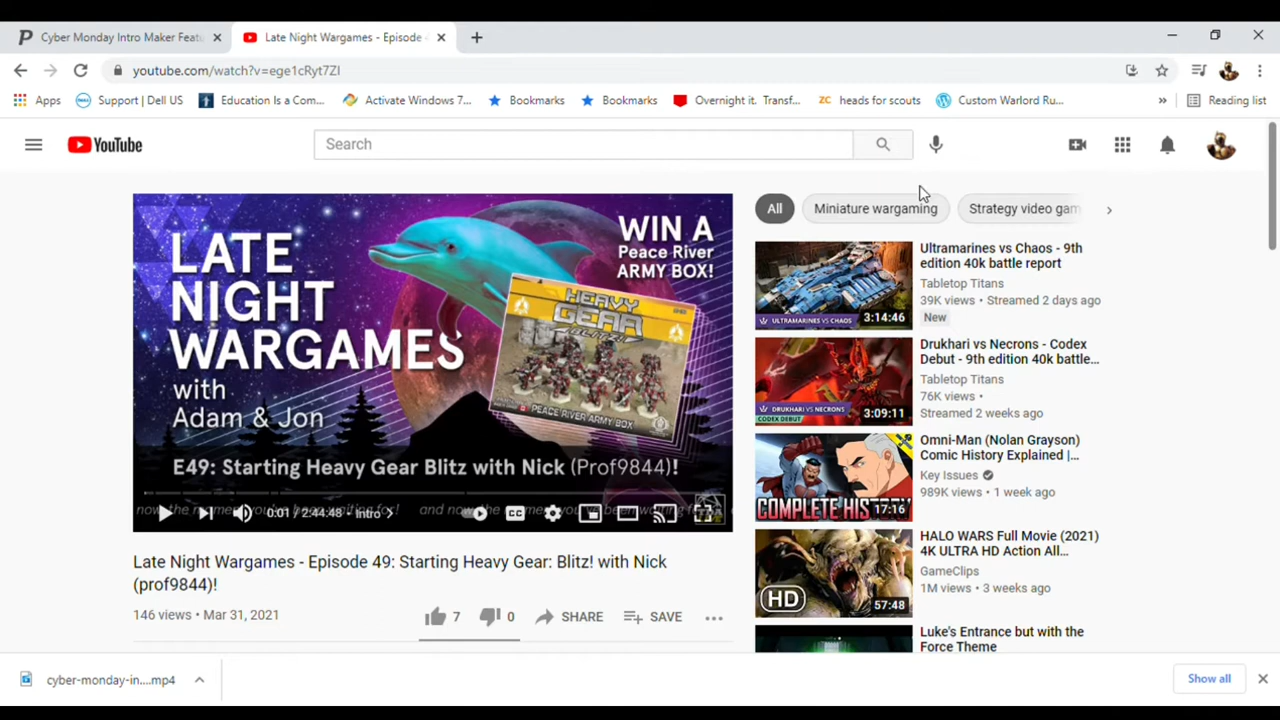 Cyber Monday Intro Maker Featu
Late Night Wargames - Episode
youtube.com/watch?v=ege1cRyt7ZI
Apps
Support | Dell US
Education Is a Com...
Activate Windows 7...
Bookmarks
Bookmarks
Overnight it. Transf...
ZC heads for scouts
Custom Warlord Ru...
»
Reading list
YouTube
Search
All
Miniature wargaming
Strategy video gam
LATE
NIGHT
WARGAMES
with
Adam & Jon
WIN A
Peace River
ARMY BOX!
HEAVY
GEAR
BLITZ!
PEACE RIVER ARMY BOX
E49: Starting Heavy Gear Blitz with Nick (Prof9844)!
0:01 / 2:44:48 • Intro
CC
Late Night Wargames - Episode 49: Starting Heavy Gear: Blitz! with Nick
(prof9844)!
146 views • Mar 31, 2021
7
0
SHARE
SAVE
...
ULTRAMARINES VS CHAOS
3:14:46
Ultramarines vs Chaos - 9th
edition 40k battle report
Tabletop Titans
39K views • Streamed 2 days ago
New
DRUKHARI VS NECRONS
CODEX DEBUT
3:09:11
Drukhari vs Necrons - Codex
Debut - 9th edition 40k battle...
Tabletop Titans
76K views •
Streamed 2 weeks ago
COMPLETE HISTORY
17:16
Omni-Man (Nolan Grayson)
Comic History Explained |...
Key Issues
989K views • 1 week ago
HD
57:48
HALO WARS Full Movie (2021)
4K ULTRA HD Action All...
GameClips
1M views • 3 weeks ago
Luke's Entrance but with the
Force Theme
cyber-monday-in....mp4
Show all